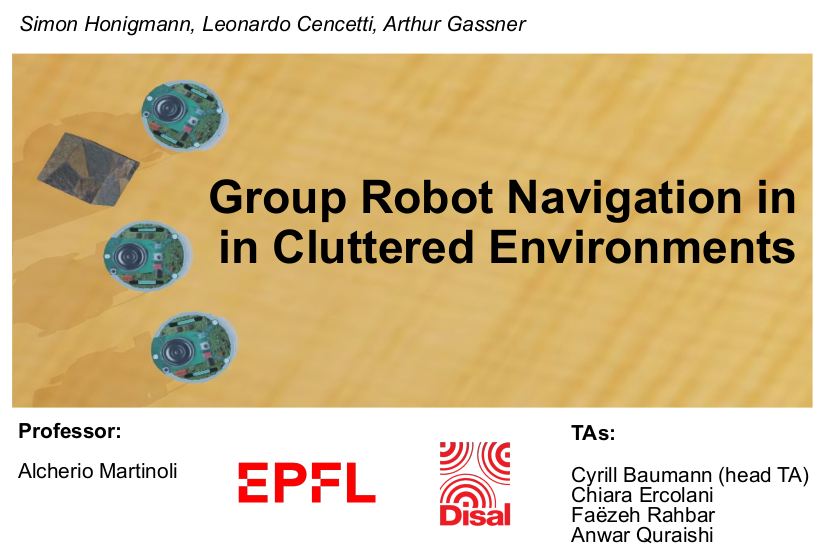 Simon Honigmann, Leonardo Cencetti, Arthur Gassner
Group Robot Navigation in
in Cluttered Environments
Professor:
Alcherio Martinoli
EPFL
Disal
TAs:
Cyrill Baumann (head TA)
Chiara Ercolani
Faëzeh Rahbar
Anwar Quraishi